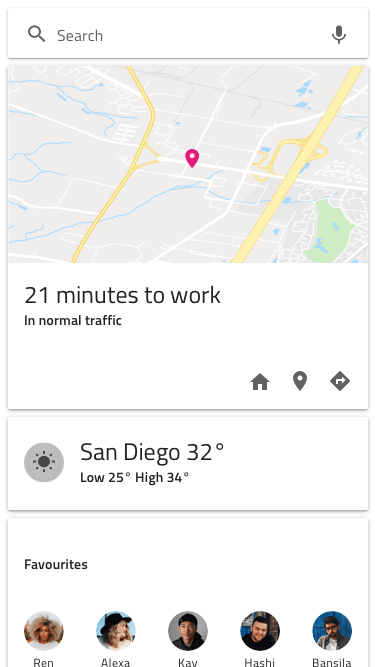 Search
21 minutes to work
In normal traffic
San Diego 32°
Low 25° High 34°
Favourites
Ren Alexa Kay Hashi Bansila